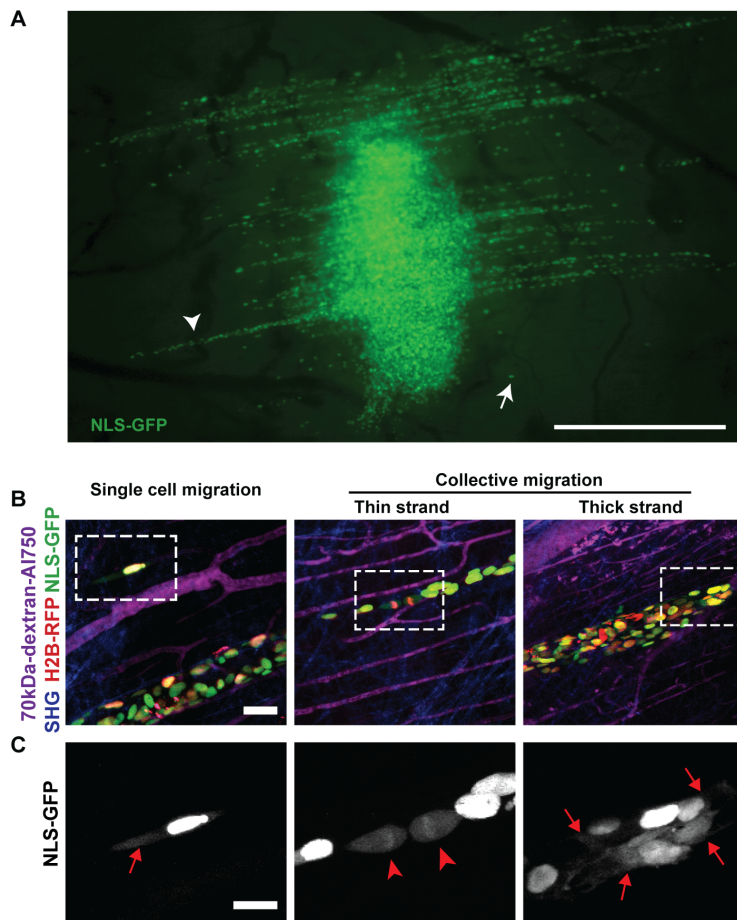 A
NLS-GFP
B
Single cell migration
Collective migration
Thin strand
Thick strand
70kDa-dextran-Al750
SHG H2B-RFP NLS-GFP
C
NLS-GFP